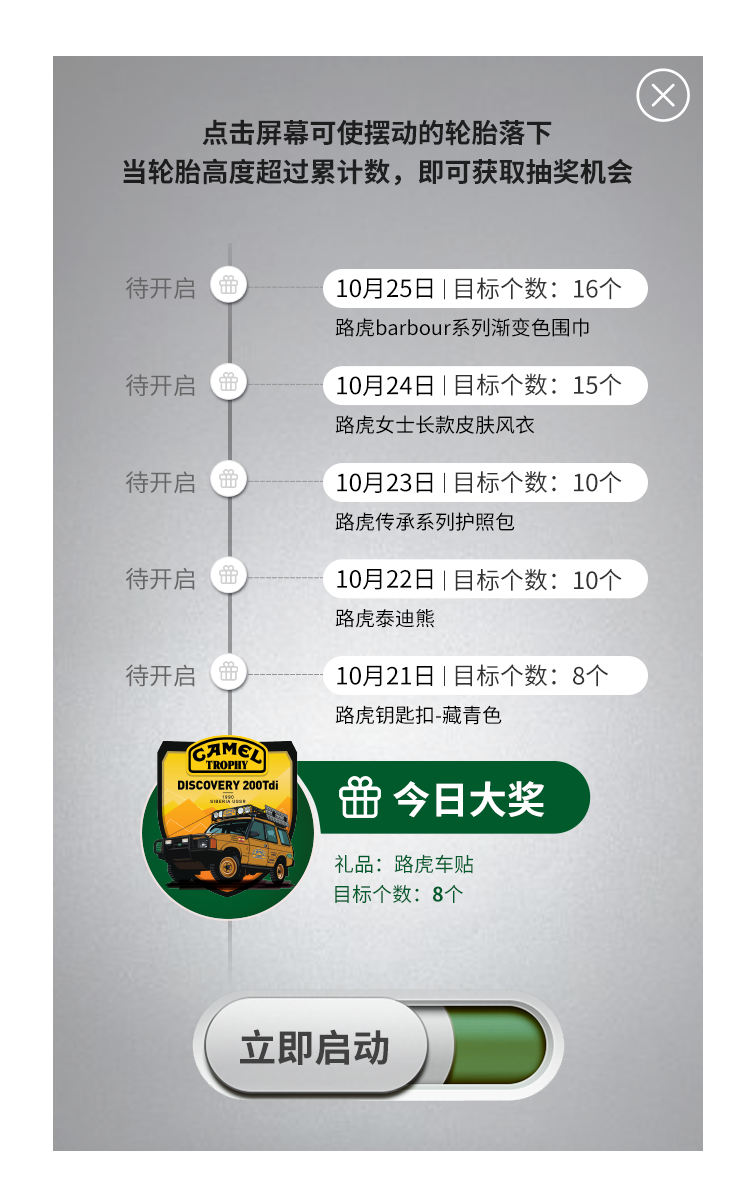 点击屏幕可使摆动的轮胎落下
当轮胎高度超过累计数，即可获取抽奖机会
待开启
10月25日 | 目标个数：16个
路虎barbour系列渐变色围巾
待开启
10月24日 | 目标个数：15个
路虎女士长款皮肤风衣
待开启
10月23日 | 目标个数：10个
路虎传承系列护照包
待开启
10月22日 | 目标个数：10个
路虎泰迪熊
待开启
10月21日 | 目标个数：8个
路虎钥匙扣-藏青色
CAMEL
TROPHY
DISCOVERY 200Tdi
1990
SIBERIA USSR
今日大奖
礼品：路虎车贴
目标个数：8个
立即启动